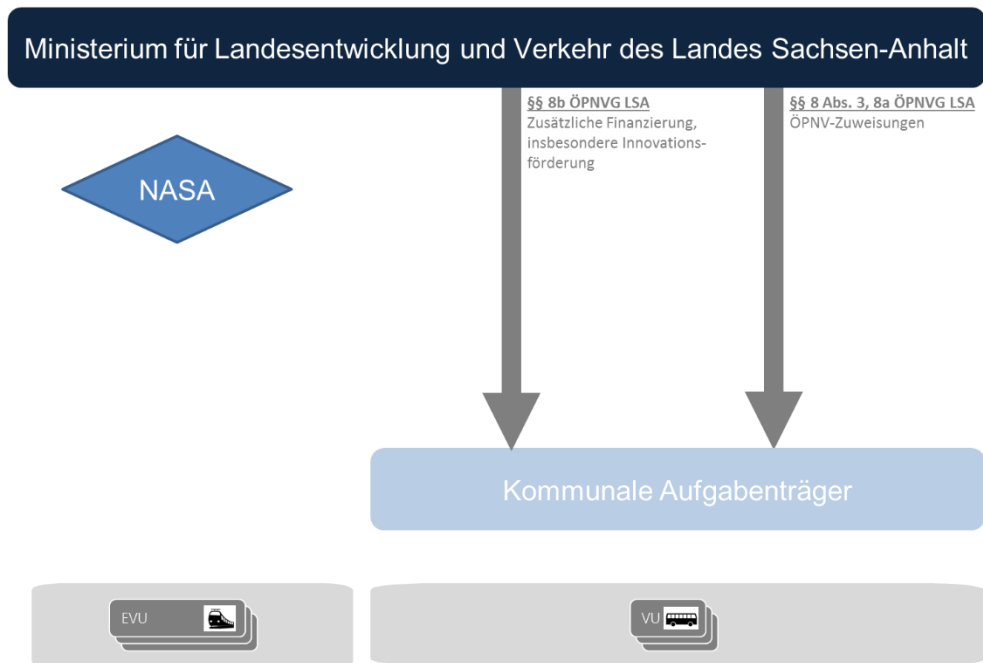 Ministerium für Landesentwicklung und Verkehr des Landes Sachsen-Anhalt
§§ 8b ÖPNVG LSA
Zusätzliche Finanzierung,
insbesondere Innovations-
förderung
§§ 8 Abs. 3, 8a ÖPNVG LSA
ÖPNV-Zuweisungen
NASA
Kommunale Aufgabenträger
EVU
VU